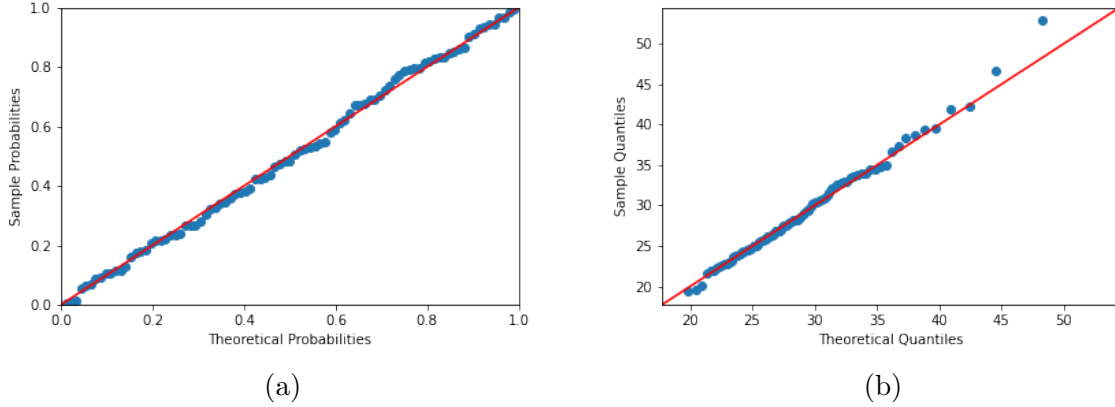 1.0
0.8
0.6
0.4
0.2
0.0
Sample Probabilities
0.0 0.2 0.4 0.6 0.8 1.0
Theoretical Probabilities
(a)
50
45
40
35
30
25
20
Sample Quantiles
20 25 30 35 40 45 50
Theoretical Quantiles
(b)